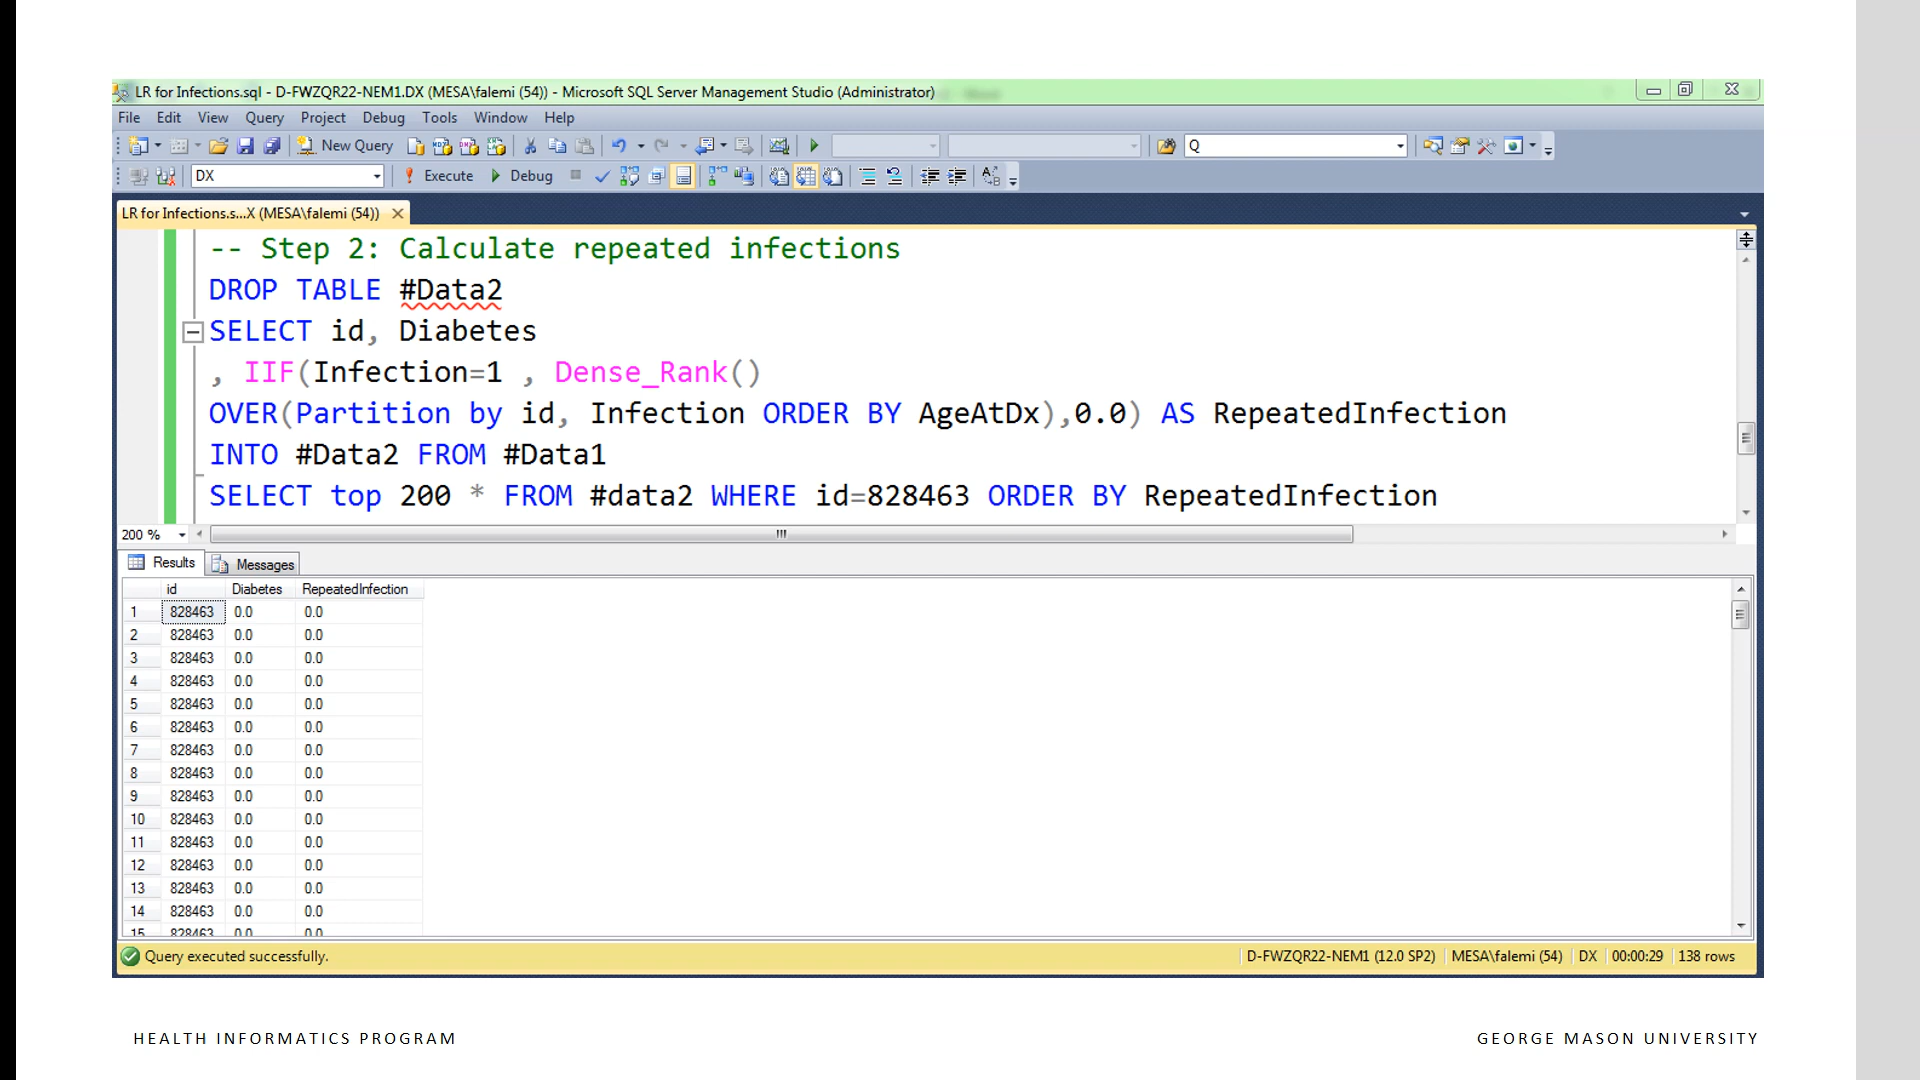 LR for Infections.sql - D-FWZQR22-NEM1.DX (MESA\falemi (54)) - Microsoft SQL Server Management Studio (Administrator)
File Edit View Query Project Debug Tools Window Help
New Query Q
DX Execute Debug
LR for Infections.s...X (MESA\falemi (54))
-- Step 2: Calculate repeated infections
DROP TABLE #Data2
SELECT id, Diabetes
, IIF(Infection=1 , Dense_Rank()
OVER(Partition by id, Infection ORDER BY AgeAtDx),0.0) AS RepeatedInfection
INTO #Data2 FROM #Data1
SELECT top 200 * FROM #data2 WHERE id=828463 ORDER BY RepeatedInfection
200 %
Results Messages
id Diabetes RepeatedInfection
1 828463 0.0 0.0
2 828463 0.0 0.0
3 828463 0.0 0.0
4 828463 0.0 0.0
5 828463 0.0 0.0
6 828463 0.0 0.0
7 828463 0.0 0.0
8 828463 0.0 0.0
9 828463 0.0 0.0
10 828463 0.0 0.0
11 828463 0.0 0.0
12 828463 0.0 0.0
13 828463 0.0 0.0
14 828463 0.0 0.0
15 828463 0.0 0.0
Query executed successfully. D-FWZQR22-NEM1 (12.0 SP2) MESA\falemi (54) DX 00:00:29 138 rows
HEALTH INFORMATICS PROGRAM GEORGE MASON UNIVERSITY